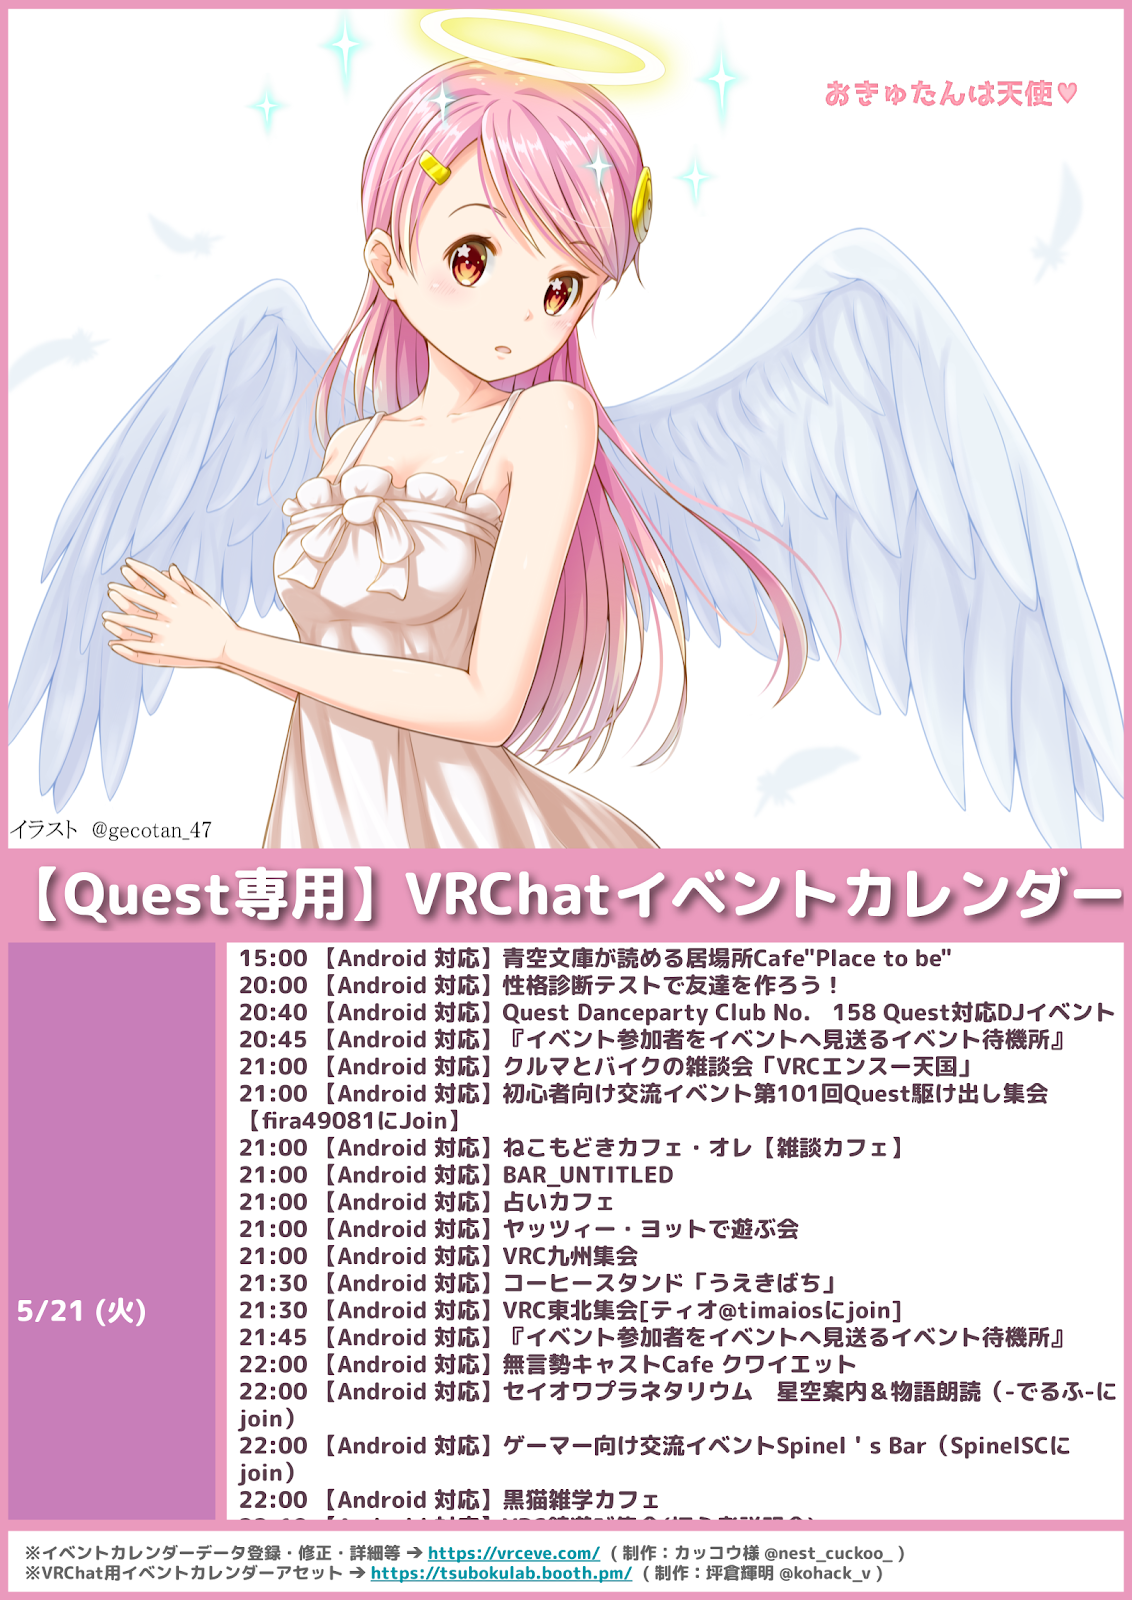 おきゅたんは天使♥
イラスト @gecotan_47
【Quest専用】VRChatイベントカレンダー
5/21 (火)
15:00 【Android 対応】青空文庫が読める居場所Cafe"Place to be"
20:00 【Android 対応】性格診断テストで友達を作ろう！
20:40 【Android 対応】Quest Danceparty Club No. 158 Quest対応DJイベント
20:45 【Android 対応】『イベント参加者をイベントへ見送るイベント待機所』
21:00 【Android 対応】クルマとバイクの雑談会「VRCエンスー天国」
21:00 【Android 対応】初心者向け交流イベント第101回Quest駆け出し集会
【fira49081にJoin】
21:00 【Android 対応】ねこもどきカフェ・オレ【雑談カフェ】
21:00 【Android 対応】BAR_UNTITLED
21:00 【Android 対応】占いカフェ
21:00 【Android 対応】ヤッツィー・ヨットで遊ぶ会
21:00 【Android 対応】VRC九州集会
21:30 【Android 対応】コーヒースタンド「うえきばち」
21:30 【Android 対応】VRC東北集会[ティオ@timaiosにjoin]
21:45 【Android 対応】『イベント参加者をイベントへ見送るイベント待機所』
22:00 【Android 対応】無言勢キャストCafe クワイエット
22:00 【Android 対応】セイオワプラネタリウム　星空案内＆物語朗読（-でるふ-に
join）
22:00 【Android 対応】ゲーマー向け交流イベントSpinel ' s Bar（SpinelSCに
join）
22:00 【Android 対応】黒猫雑学カフェ
※イベントカレンダーデータ登録・修正・詳細等 ➔ https://vrceve.com/ ( 制作：カッコウ様 @nest_cuckoo_ )
※VRChat用イベントカレンダーアセット ➔ https://tsubokulab.booth.pm/ ( 制作：坪倉輝明 @kohack_v )